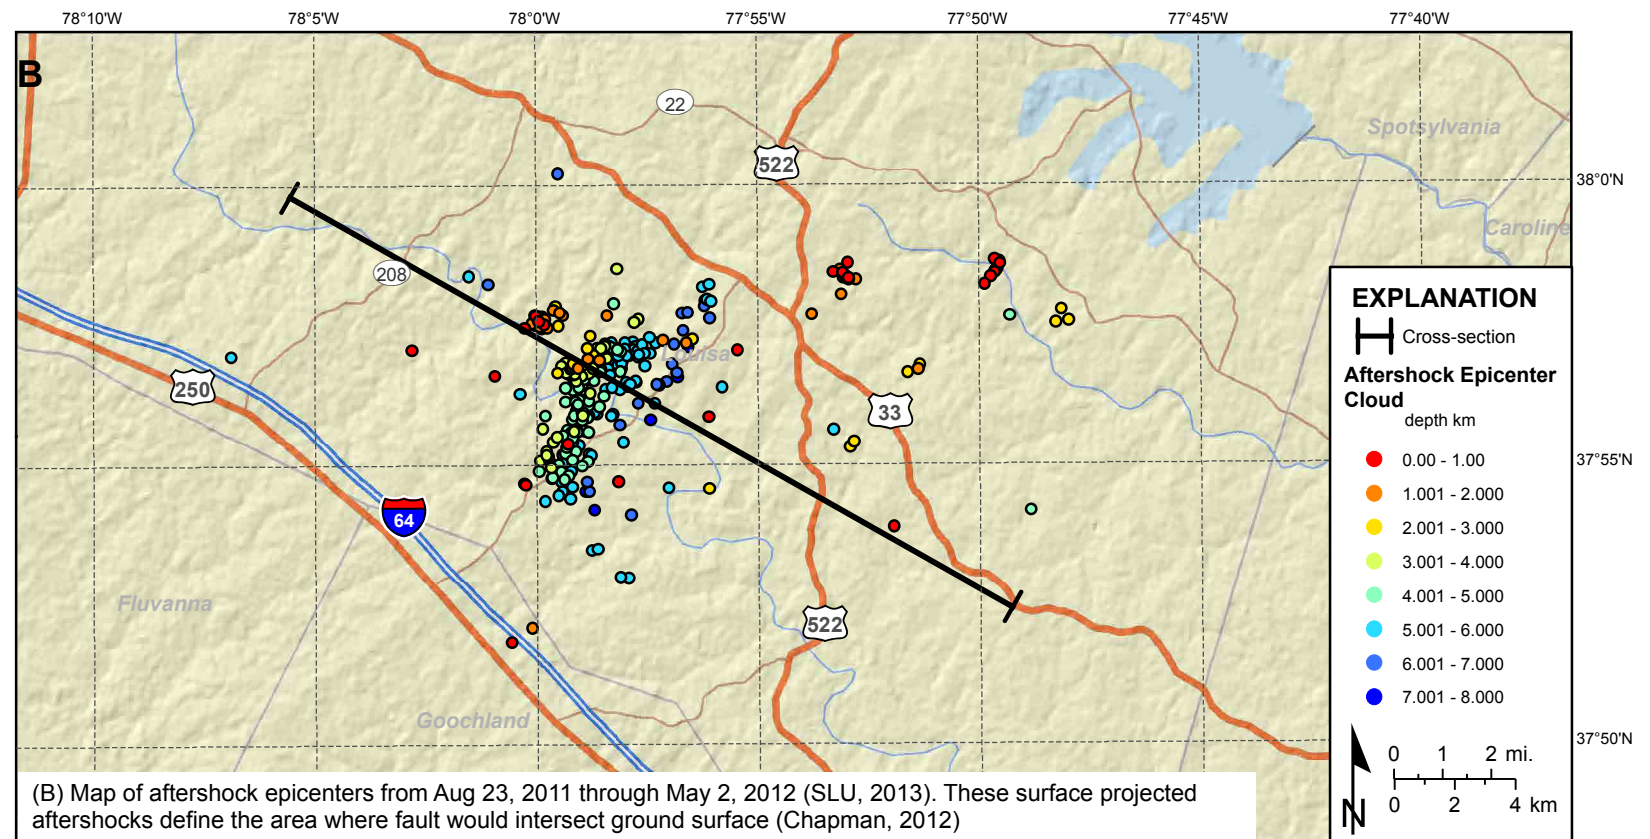 78°10'W 78°5'W 78°0'W 77°55'W 77°50'W 77°45'W 77°40'W
B
22
Spotsylvania
522
38°0'N
Caroline
208
EXPLANATION
Cross-section
Louisa
250
33
Aftershock Epicenter
Cloud
depth km
0.00 - 1.00
37°55'N
1.001 - 2.000
64
2.001 - 3.000
3.001 - 4.000
Fluvanna
4.001 - 5.000
522
5.001 - 6.000
6.001 - 7.000
7.001 - 8.000
Goochland
37°50'N
0 1 2 mi.
0 2 4 km
N
(B) Map of aftershock epicenters from Aug 23, 2011 through May 2, 2012 (SLU, 2013). These surface projected
aftershocks define the area where fault would intersect ground surface (Chapman, 2012)